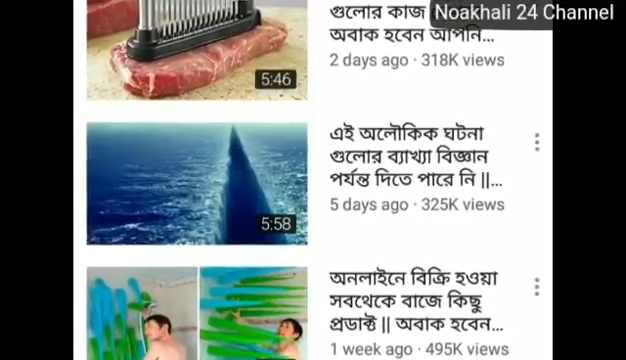 Noakhali 24 Channel
গুলোর কাজ
অবাক হবেন আপনি...
2 days ago · 318K views
5:46
এই অলৌকিক ঘটনা
গুলোর ব্যাখ্যা বিজ্ঞান
পর্যন্ত দিতে পারে নি ||...
5 days ago · 325K views
5:58
অনলাইনে বিক্রি হওয়া
সবথেকে বাজে কিছু
প্রডাক্ট || অবাক হবেন...
1 week ago · 495K views